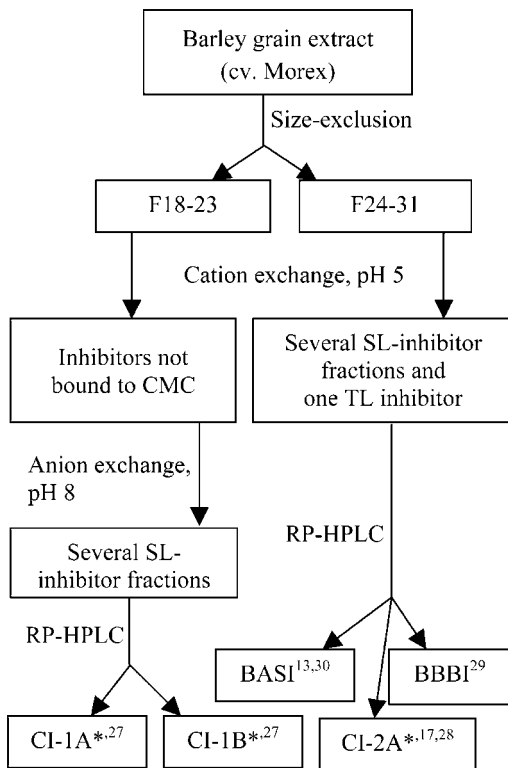 Barley grain extract
(cv. Morex)
Size-exclusion
F18-23
F24-31
Cation exchange, pH 5
Inhibitors not
bound to CMC
Several SL-inhibitor
fractions and
one TL inhibitor
Anion exchange,
pH 8
RP-HPLC
Several SL-
inhibitor fractions
RP-HPLC
BASI13,30
BBBI29
CI-1A*,27
CI-1B*,27
CI-2A*,17,28